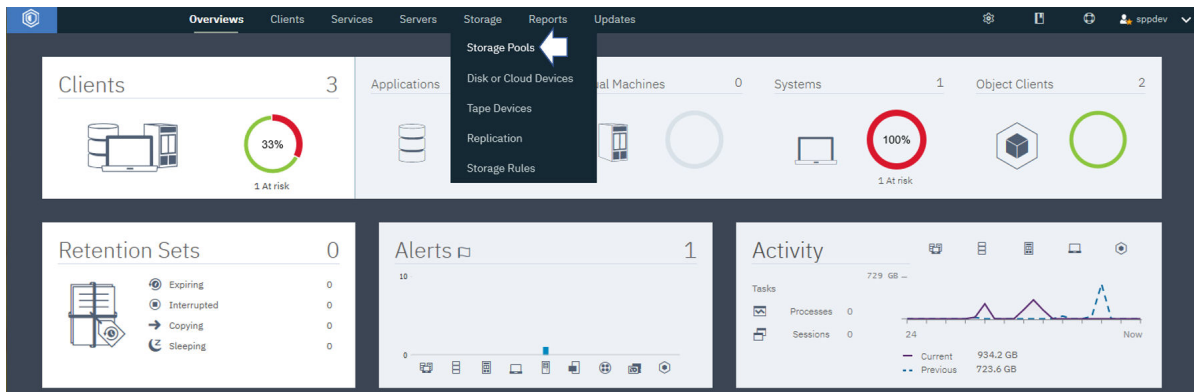 Overviews Clients Services Servers Storage Reports Updates sppdev
Storage Pools
Disk or Cloud Devices
Tape Devices
Replication
Storage Rules
Clients 3
33%
1 At risk
Applications
Machines 0
Systems 1
100%
1 At risk
Object Clients 2
Retention Sets 0
Expiring 0
Interrupted 0
Copying 0
Sleeping 0
Alerts 1
10
0
Activity
729 GB
Tasks
Processes 0
Sessions 0
24 Now
Current 934.2 GB
Previous 723.6 GB